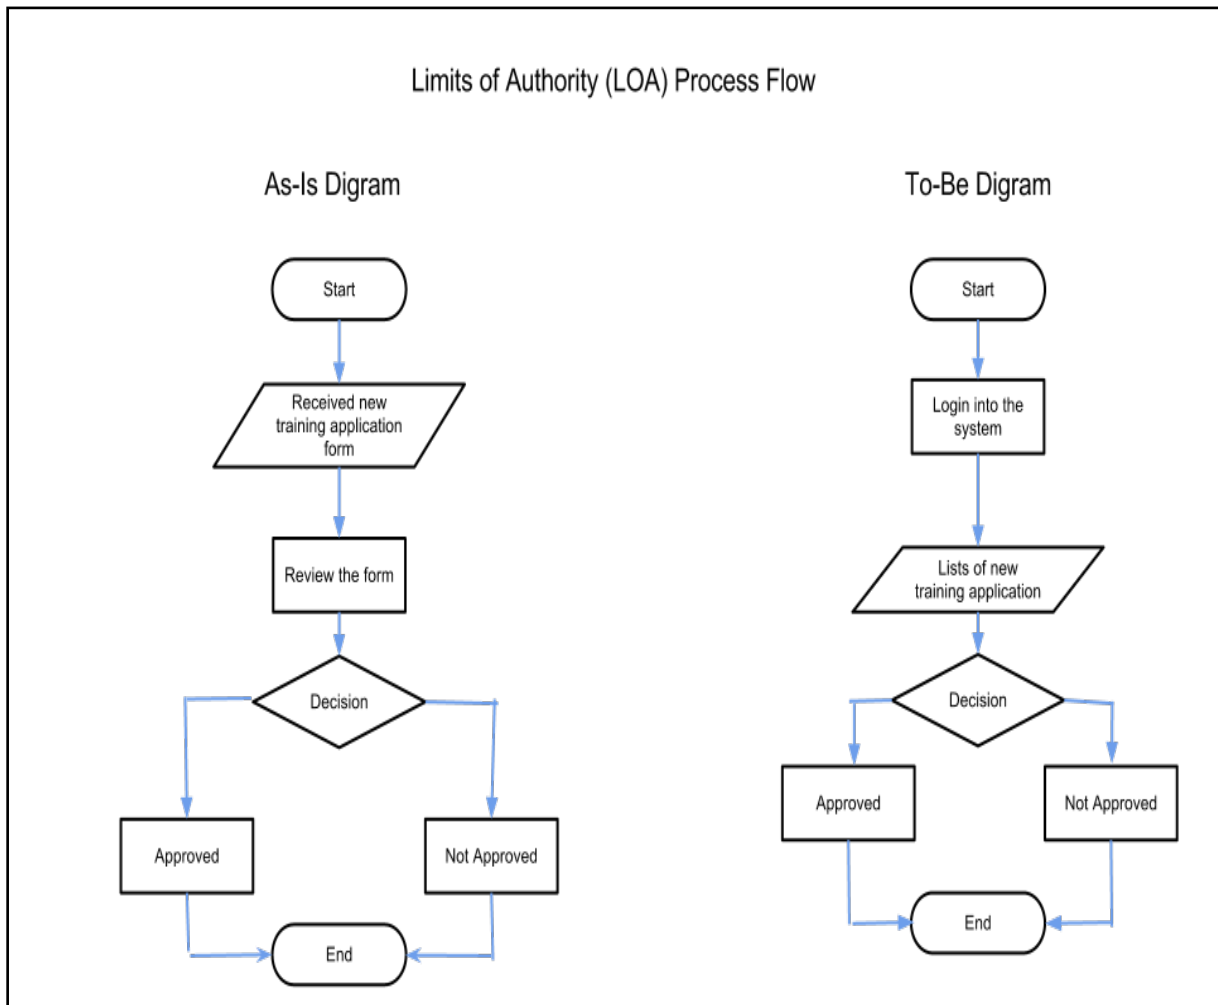 Limits of Authority (LOA) Process Flow
As-Is Digram
Start
Received new
training application
form
Review the form
Decision
Approved
Not Approved
End
To-Be Digram
Start
Login into the
system
Lists of new
training application
Decision
Approved
Not Approved
End